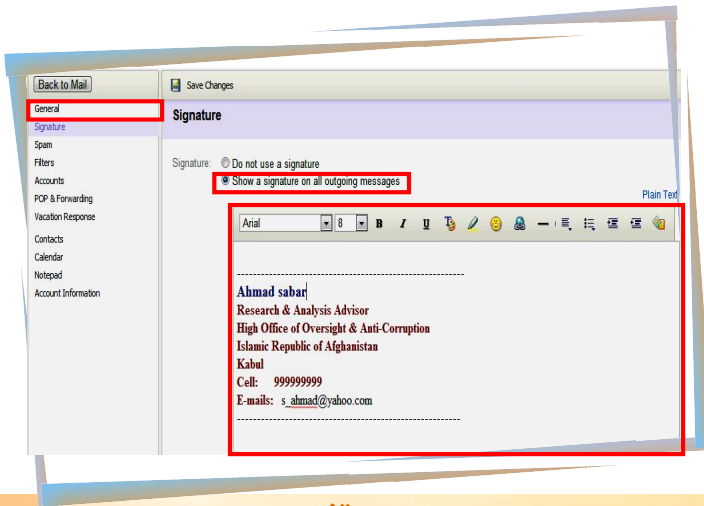 Back to Mail
Save Changes
General
Signature
Spam
Filters
Accounts
POP & Forwarding
Vacation Response
Contacts
Calendar
Notepad
Account Information
Signature
Signature:
Do not use a signature
Show a signature on all outgoing messages
Plain Text
Arial 8 B I U T
--------------------------------------------------------
Ahmad sabar
Research & Analysis Advisor
High Office of Oversight & Anti-Corruption
Islamic Republic of Afghanistan
Kabul
Cell: 999999999
E-mails: s_ahmad@yahoo.com
--------------------------------------------------------